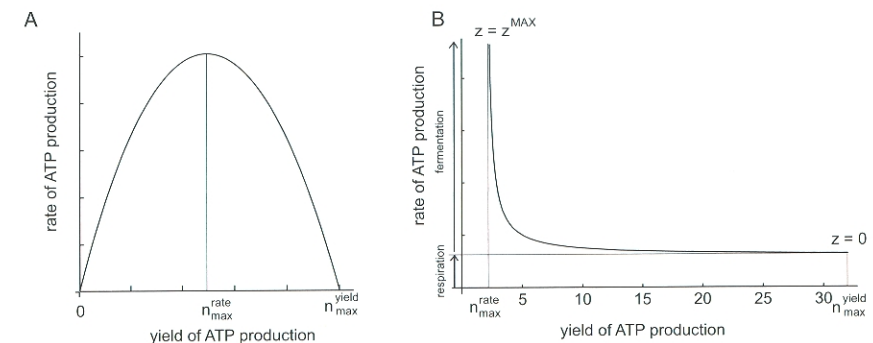 A
rate of ATP production
0
n rate max
n yield max
yield of ATP production
B
z = z MAX
rate of ATP production
fermentation
respiration
z = 0
n rate max
5
10
15
20
25
30
n yield max
yield of ATP production